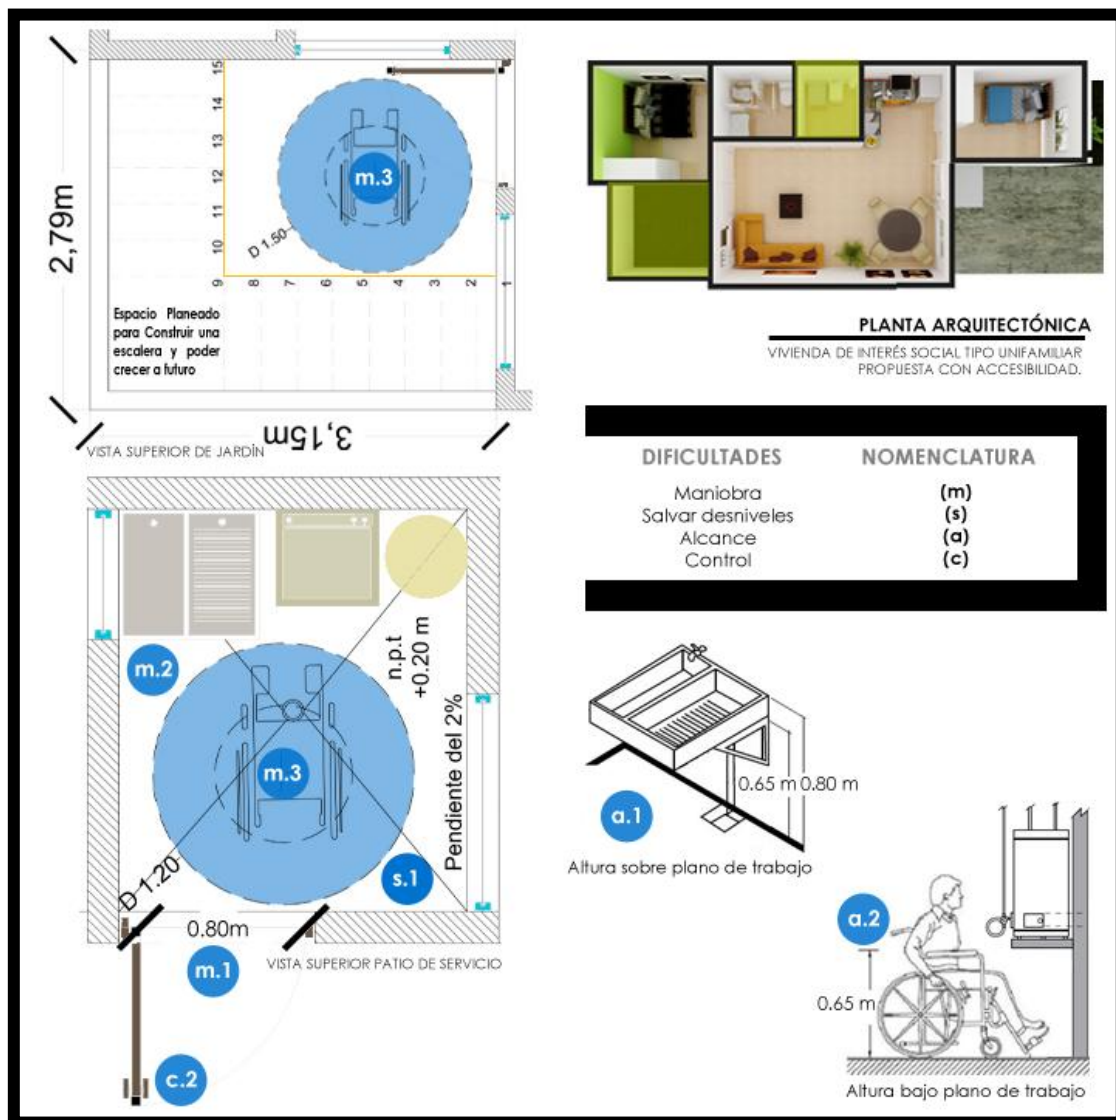 2,79m
15
14
13
12
11
10
9
8
7
6
5
4
3
2
1
m.3
D 1.50
Espacio Planeado
para Construir una
escalera y poder
crecer a futuro
3,15m
VISTA SUPERIOR DE JARDÍN
PLANTA ARQUITECTÓNICA
VIVIENDA DE INTERÉS SOCIAL TIPO UNIFAMILIAR
PROPUESTA CON ACCESIBILIDAD.
DIFICULTADES NOMENCLATURA
Maniobra (m)
Salvar desniveles (s)
Alcance (a)
Control (c)
m.2
n.p.t
+0.20 m
Pendiente del 2%
m.3
s.1
D 1.20
0.80m
m.1
VISTA SUPERIOR PATIO DE SERVICIO
c.2
0.65 m 0.80 m
a.1
Altura sobre plano de trabajo
a.2
0.65 m
Altura bajo plano de trabajo